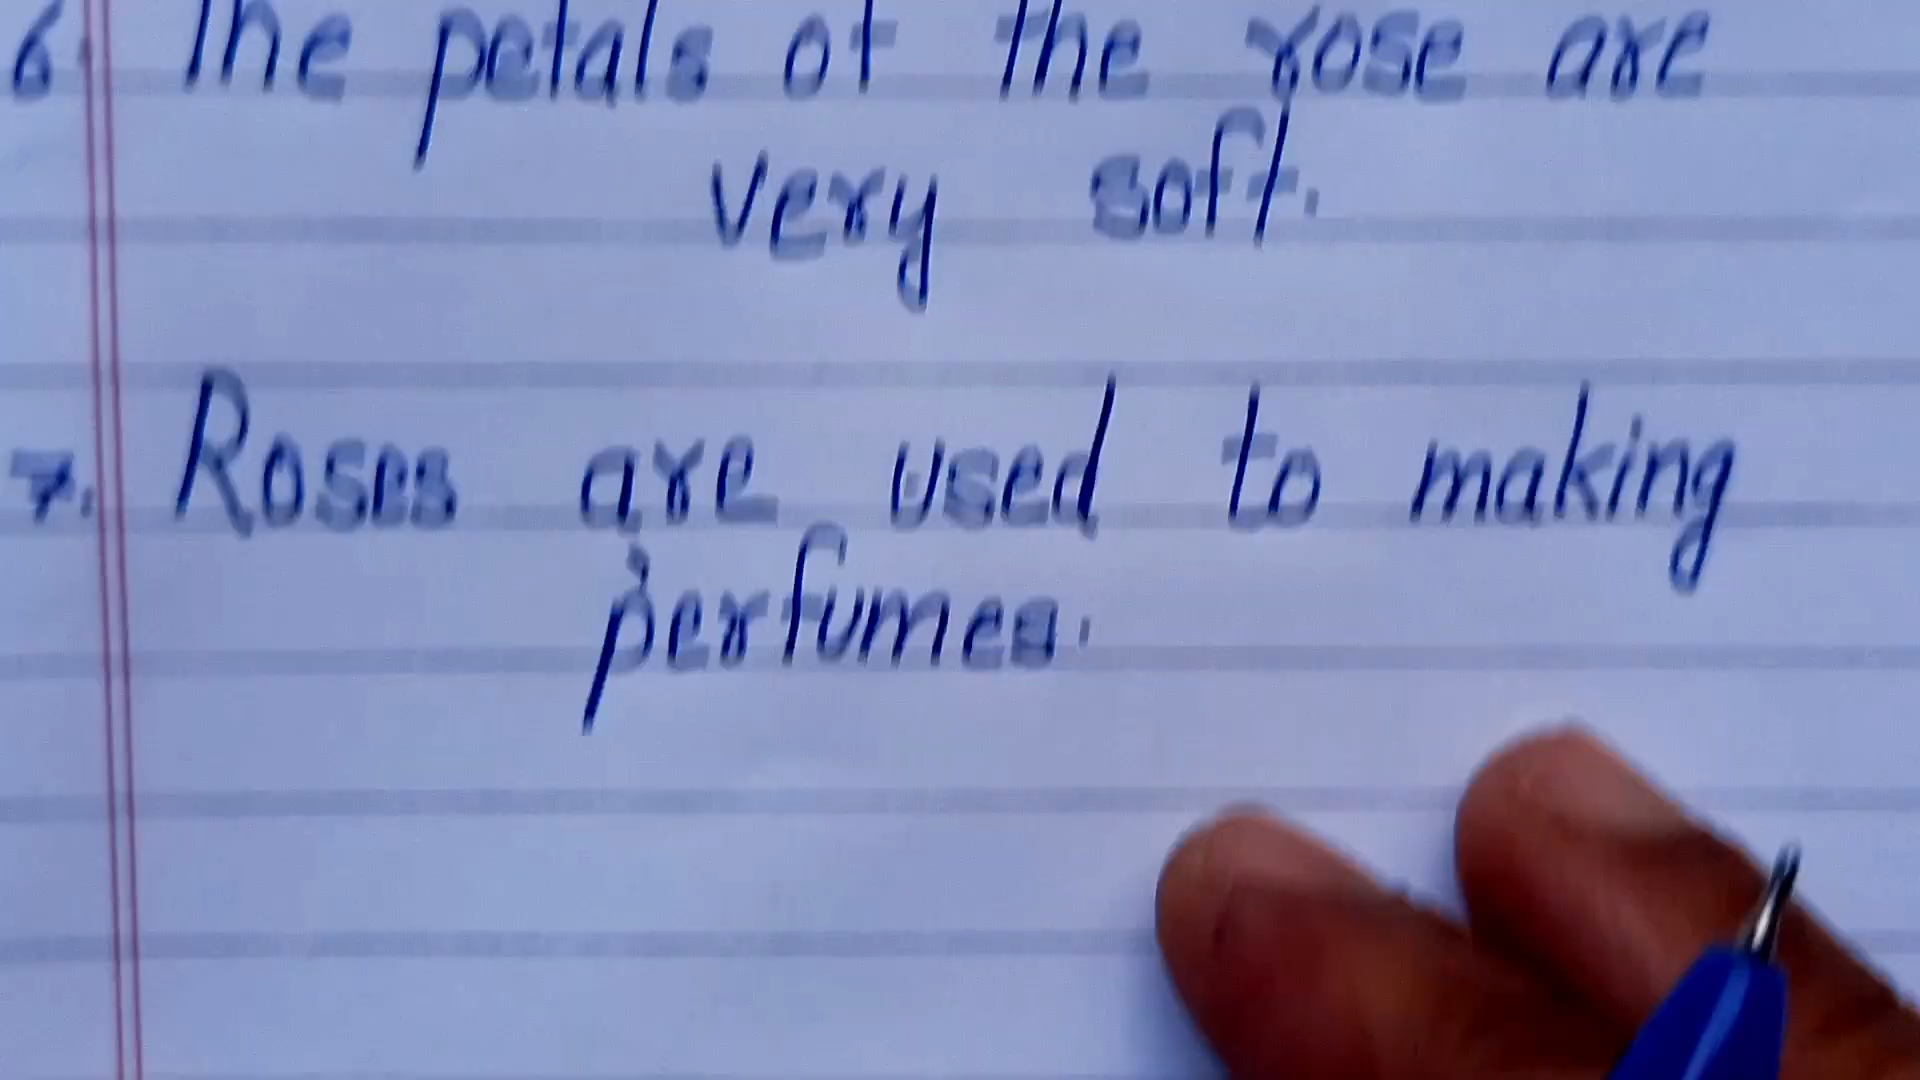 6. The petals of the rose are
very soft.
7. Roses are used to making
perfumes.